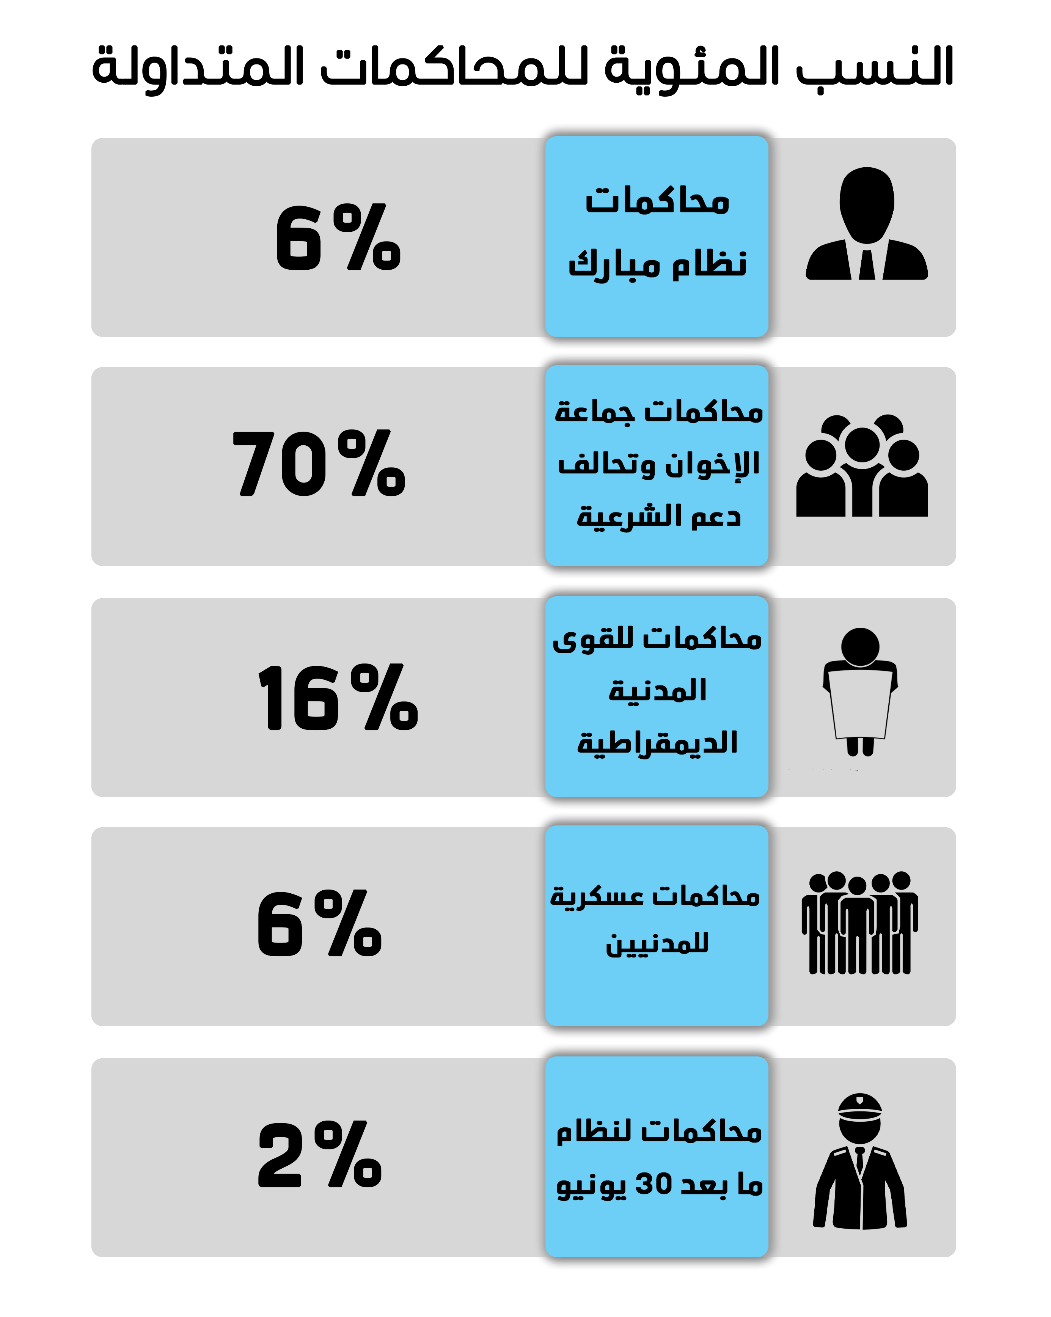 النسب المئوية للمحاكمات المتداولة
محاكمات
نظام مبارك
6%
محاكمات جماعة
الإخوان وتحالف
دعم الشرعية
70%
محاكمات للقوى
المدنية
الديمقراطية
16%
محاكمات عسكرية
للمدنيين
6%
محاكمات لنظام
ما بعد 30 يونيو
2%